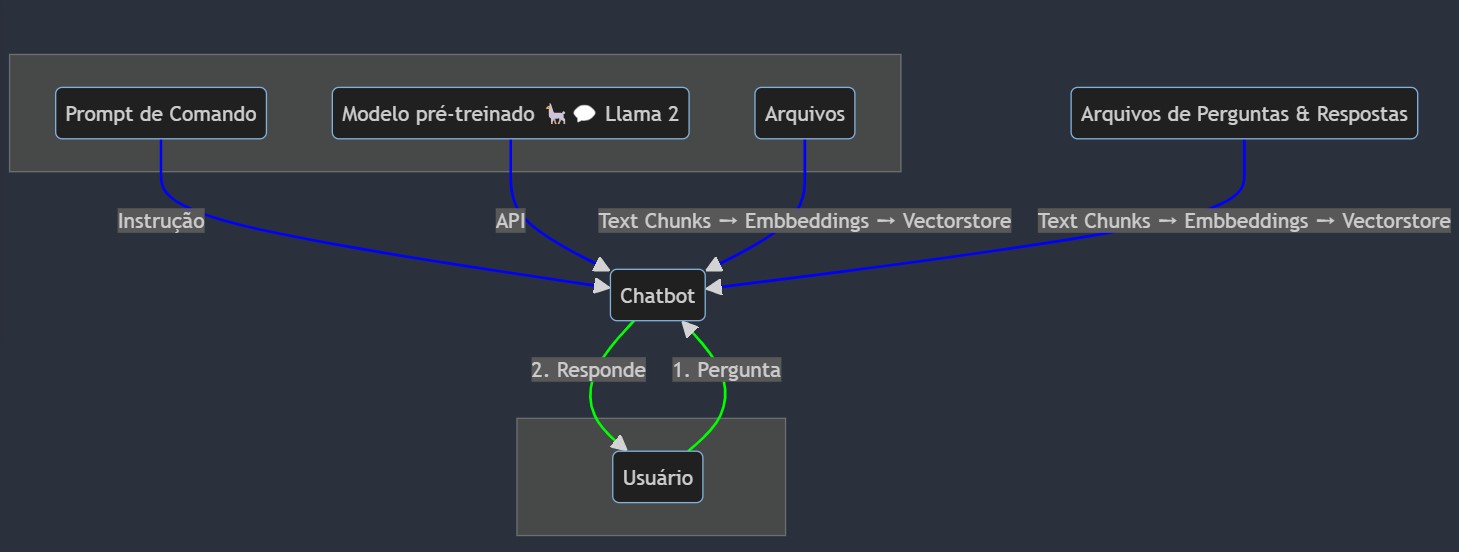 Prompt de Comando
Modelo pré-treinado 🦙 💬 Llama 2
Arquivos
Arquivos de Perguntas & Respostas
Instrução
API
Text Chunks → Embbeddings → Vectorstore
Text Chunks → Embbeddings → Vectorstore
Chatbot
2. Responde
1. Pergunta
Usuário